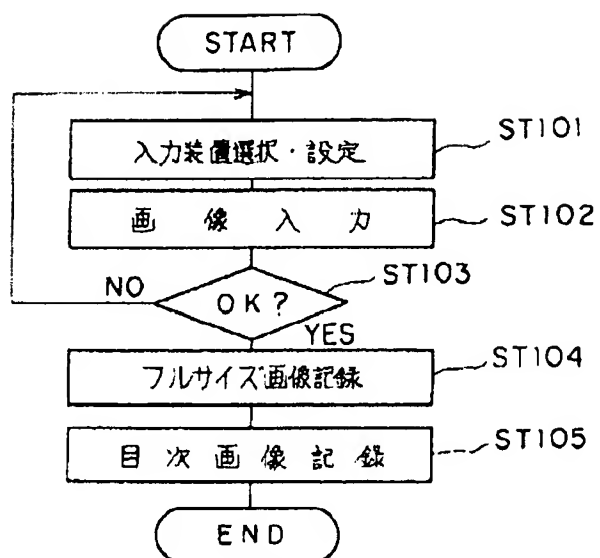 START
入力装置選択・設定
ST101
画像入力
ST102
OK?
ST103
NO
YES
フルサイズ画像記録
ST104
目次画像記録
ST105
END